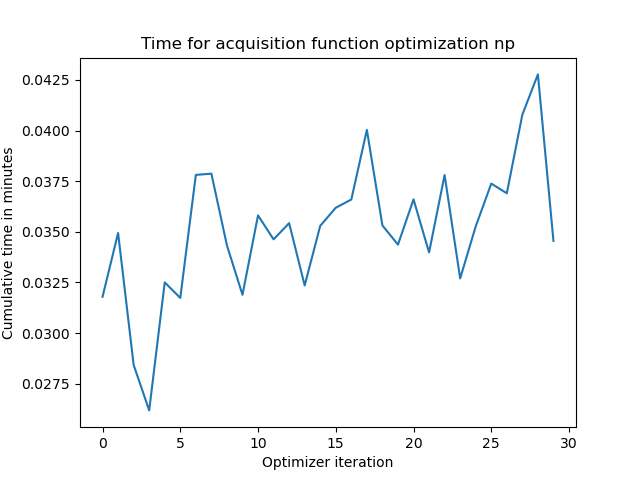 Time for acquisition function optimization np
Cumulative time in minutes
0.0425
0.0400
0.0375
0.0350
0.0325
0.0300
0.0275
0 5 10 15 20 25 30
Optimizer iteration